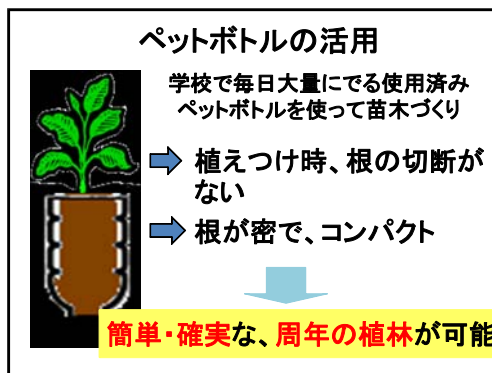 ペットボトルの活用
学校で毎日大量にでる使用済み
ペットボトルを使って苗木づくり
植えつけ時、根の切断が
ない
根が密で、コンパクト
簡単・確実な、周年の植林が可能